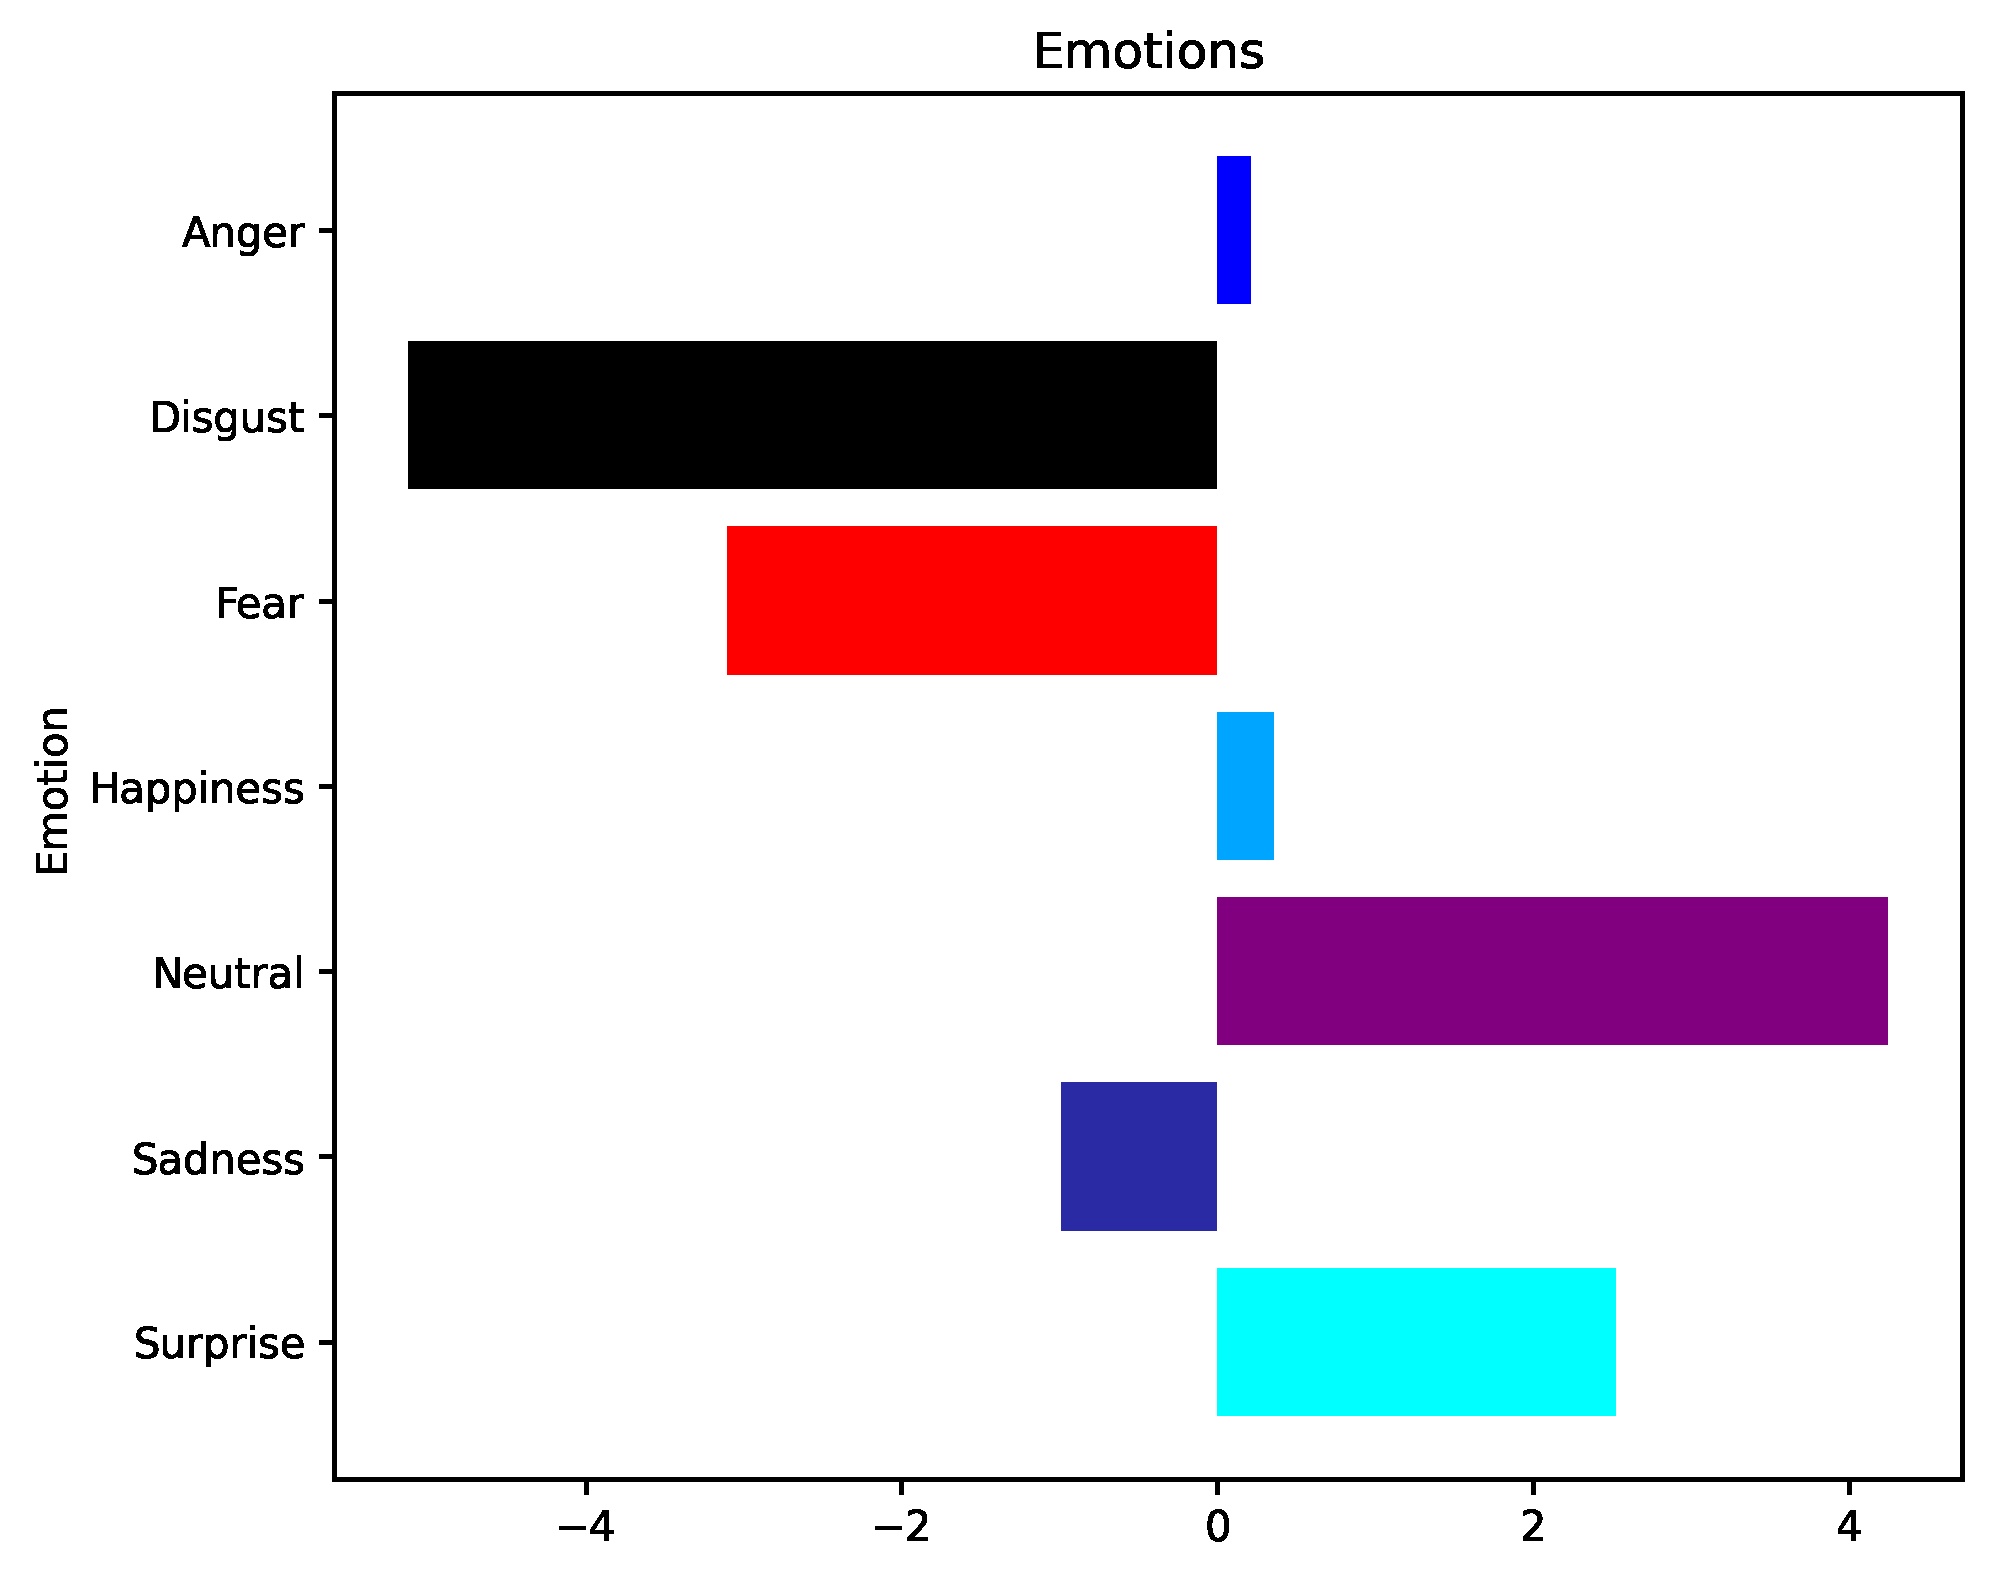 Emotions
Anger
Disgust
Fear
Happiness
Neutral
Sadness
Surprise
Emotion
−4 −2 0 2 4